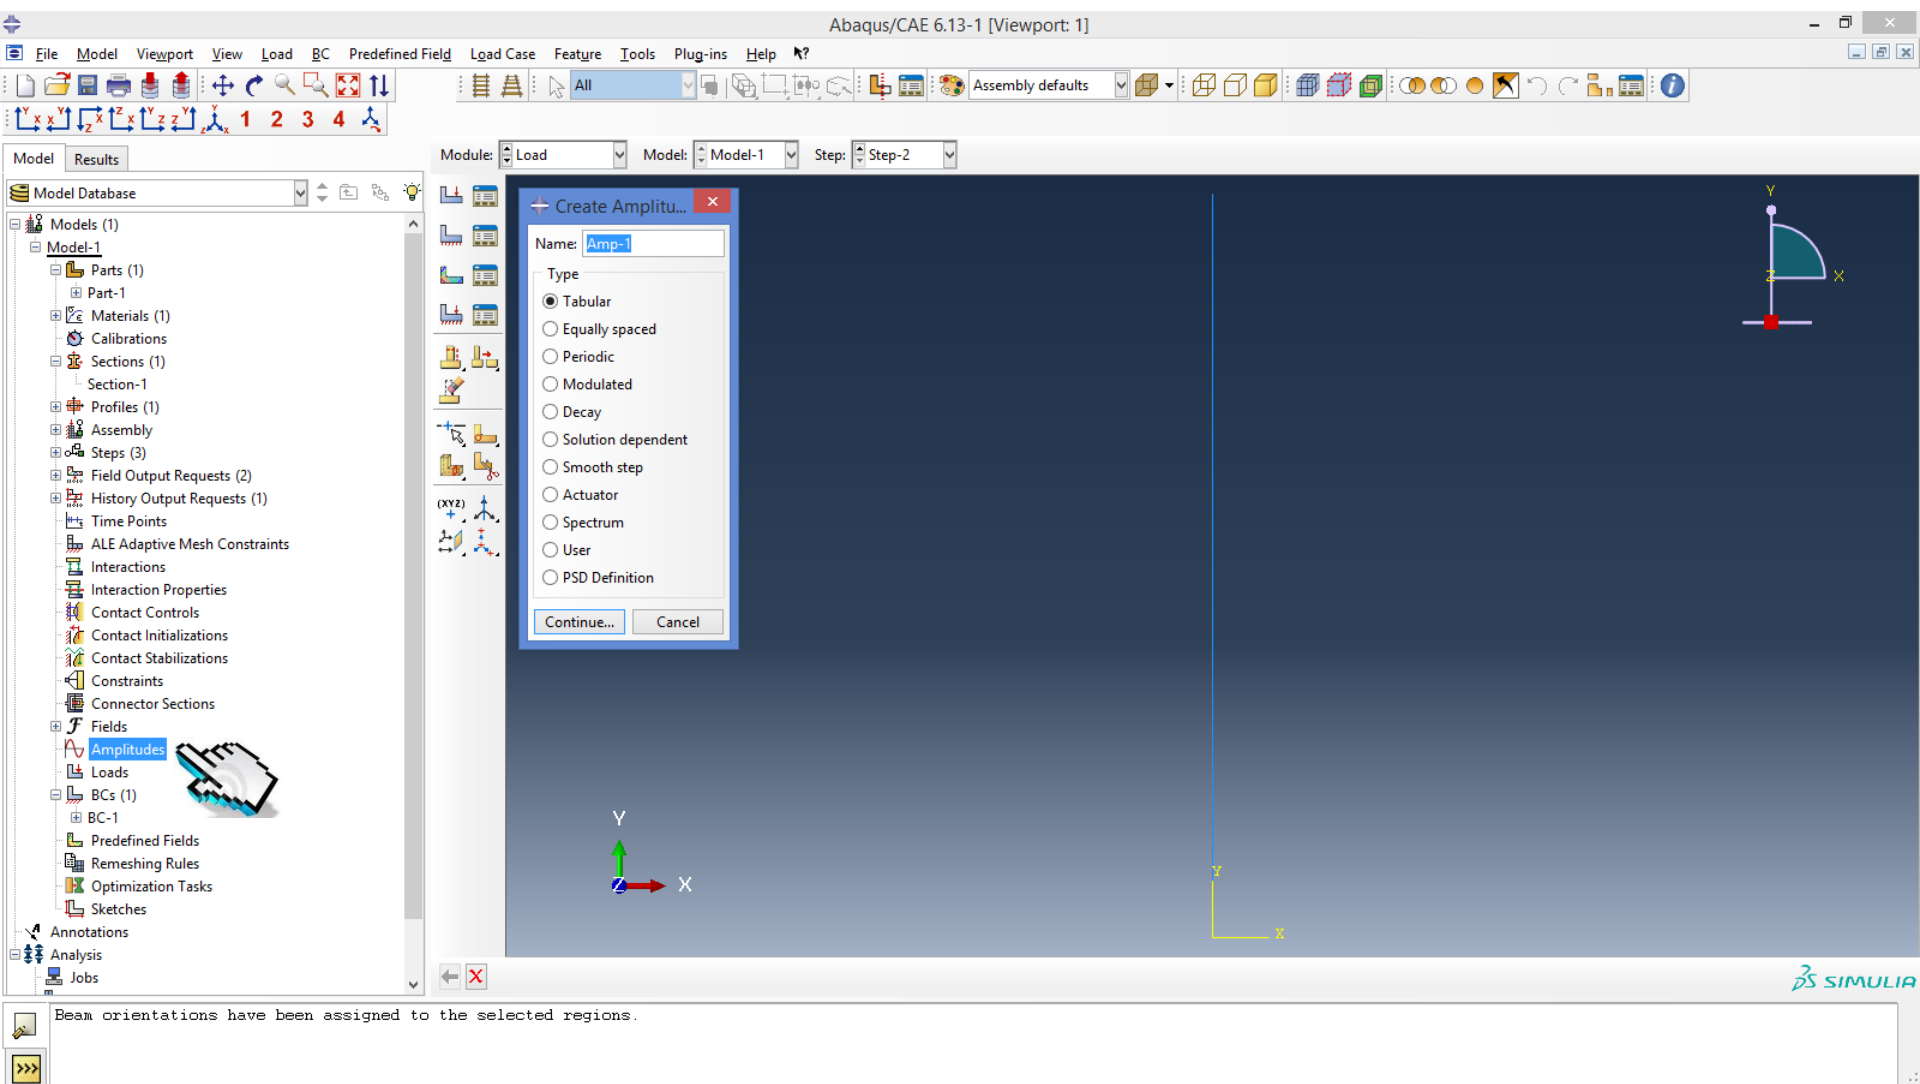 Abaqus/CAE 6.13-1 [Viewport: 1]
File Model Viewport View Load BC Predefined Field Load Case Feature Tools Plug-ins Help
All
Assembly defaults
1 2 3 4
Model Results
Module: Load Model: Model-1 Step: Step-2
Model Database
Models (1)
Model-1
Parts (1)
Part-1
Materials (1)
Calibrations
Sections (1)
Section-1
Profiles (1)
Assembly
Steps (3)
Field Output Requests (2)
History Output Requests (1)
Time Points
ALE Adaptive Mesh Constraints
Interactions
Interaction Properties
Contact Controls
Contact Initializations
Contact Stabilizations
Constraints
Connector Sections
Fields
Amplitudes
Loads
BCs (1)
BC-1
Predefined Fields
Remeshing Rules
Optimization Tasks
Sketches
Annotations
Analysis
Jobs
(XYZ)
Create Amplitu...
Name: Amp-1
Type
Tabular
Equally spaced
Periodic
Modulated
Decay
Solution dependent
Smooth step
Actuator
Spectrum
User
PSD Definition
Continue... Cancel
Y
Z X
Y
Z X
Y
X
SIMULIA
Beam orientations have been assigned to the selected regions.
>>>